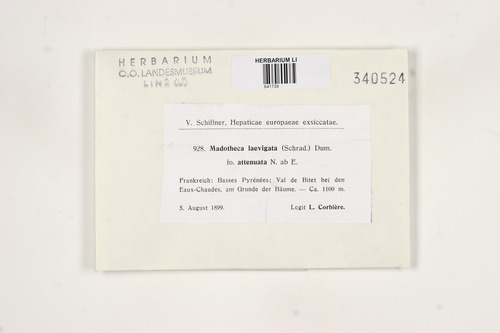 HERBARIUM
O.Ö. LANDESMUSEUM
LINZ
HERBARIUM LI
340524
V. Schiffner, Hepaticae europaeae exsiccatae.
928. Madotheca laevigata (Schrad.) Dum.
fo. attenuata N. ab E.
Frankreich: Basses Pyrénées; Val de Bitet bei den
Eaux-Chaudes, am Grunde der Bäume. — Ca. 1100 m.
5. August 1899. Legit L. Corbière.